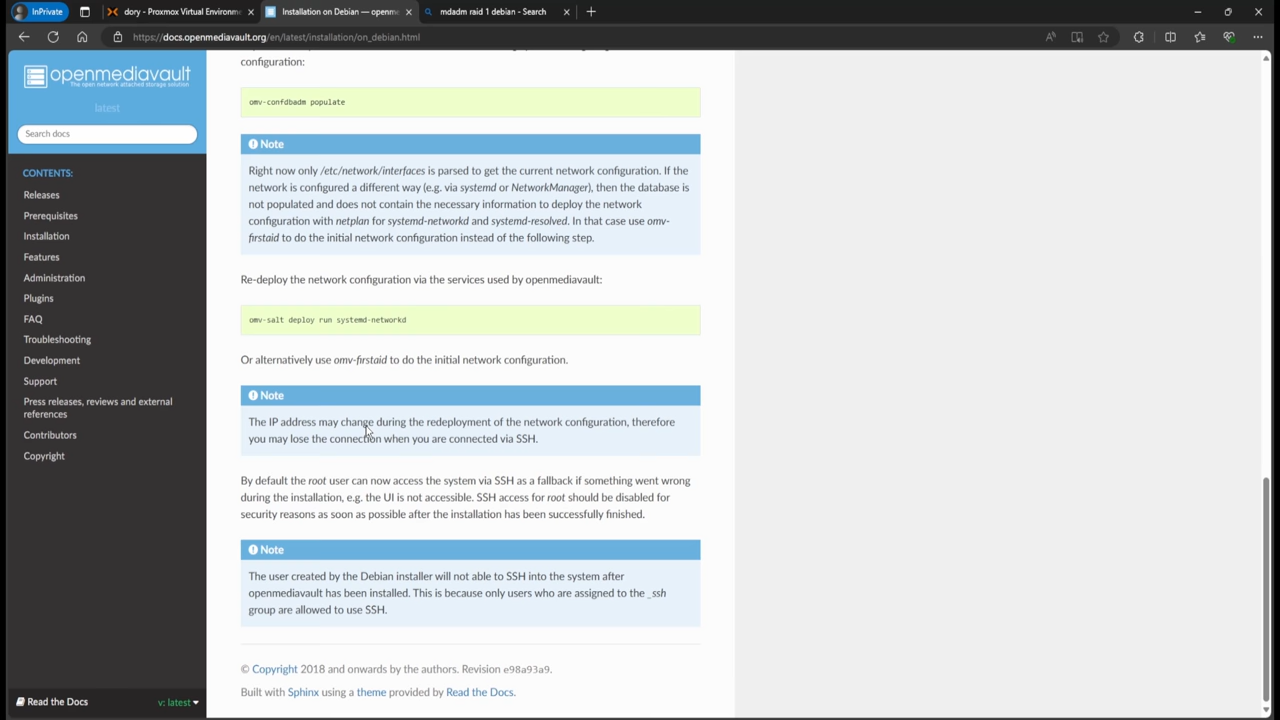 InPrivate
dory - Proxmox Virtual Environm
Installation on Debian — openm
mdadm raid 1 debian - Search
https://docs.openmediavault.org/en/latest/installation/on_debian.html
openmediavault
The open network attached storage solution
latest
Search docs
CONTENTS:
Releases
Prerequisites
Installation
Features
Administration
Plugins
FAQ
Troubleshooting
Development
Support
Press releases, reviews and external
references
Contributors
Copyright
Read the Docs
v: latest
configuration:
omv-confdbadm populate
Note
Right now only /etc/network/interfaces is parsed to get the current network configuration. If the
network is configured a different way (e.g. via systemd or NetworkManager), then the database is
not populated and does not contain the necessary information to deploy the network
configuration with netplan for systemd-networkd and systemd-resolved. In that case use omv-
firstaid to do the initial network configuration instead of the following step.
Re-deploy the network configuration via the services used by openmediavault:
omv-salt deploy run systemd-networkd
Or alternatively use omv-firstaid to do the initial network configuration.
Note
The IP address may change during the redeployment of the network configuration, therefore
you may lose the connection when you are connected via SSH.
By default the root user can now access the system via SSH as a fallback if something went wrong
during the installation, e.g. the UI is not accessible. SSH access for root should be disabled for
security reasons as soon as possible after the installation has been successfully finished.
Note
The user created by the Debian installer will not able to SSH into the system after
openmediavault has been installed. This is because only users who are assigned to the _ssh
group are allowed to use SSH.
© Copyright 2018 and onwards by the authors. Revision e98a93a9.
Built with Sphinx using a theme provided by Read the Docs.